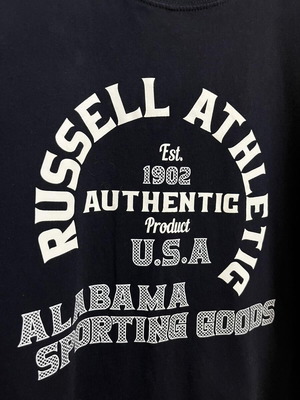 RUSSELL ATHLETIC
Est.
1902
AUTHENTIC
Product
U.S.A
ALABAMA
SPORTING GOODS